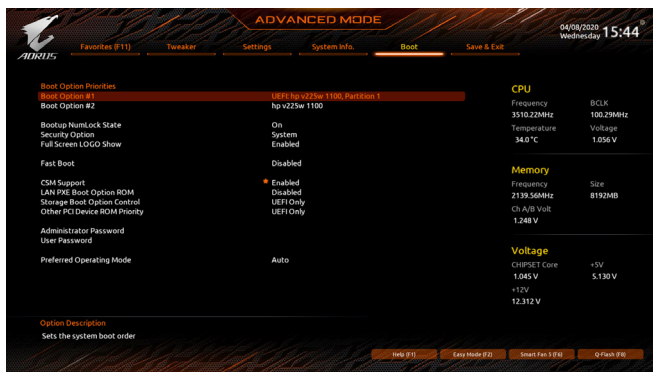 ADVANCED MODE
04/08/2020 Wednesday 15:44
AORUS
Favorites (F11) Tweaker Settings System Info. Boot Save & Exit
Boot Option Priorities
Boot Option #1 UEFI: hp v225w 1100, Partition 1
Boot Option #2 hp v225w 1100
Bootup NumLock State On
Security Option System
Full Screen LOGO Show Enabled
Fast Boot Disabled
CSM Support Enabled
LAN PXE Boot Option ROM Disabled
Storage Boot Option Control UEFI Only
Other PCI Device ROM Priority UEFI Only
Administrator Password
User Password
Preferred Operating Mode Auto
CPU
Frequency BCLK
3510.22MHz 100.29MHz
Temperature Voltage
34.0 °C 1.056 V
Memory
Frequency Size
2139.56MHz 8192MB
Ch A/B Volt
1.248 V
Voltage
CHIPSET Core +5V
1.045 V 5.130 V
+12V
12.312 V
Option Description
Sets the system boot order
Help (F1) Easy Mode (F2) Smart Fan 5 (F6) Q-Flash (F8)